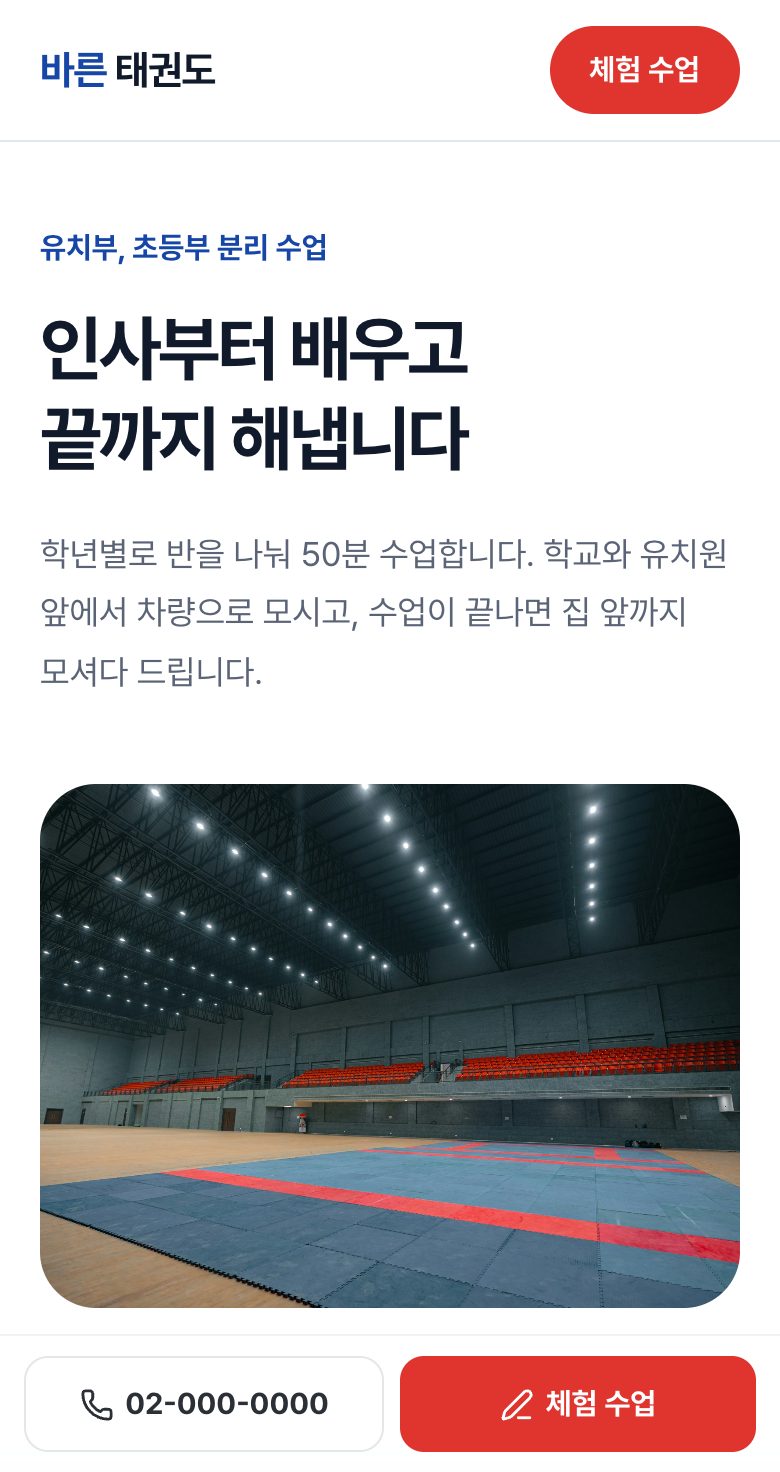 바른 태권도
체험 수업
유치부, 초등부 분리 수업
인사부터 배우고
끝까지 해냅니다
학년별로 반을 나눠 50분 수업합니다. 학교와 유치원
앞에서 차량으로 모시고, 수업이 끝나면 집 앞까지
모셔다 드립니다.
02-000-0000
체험 수업